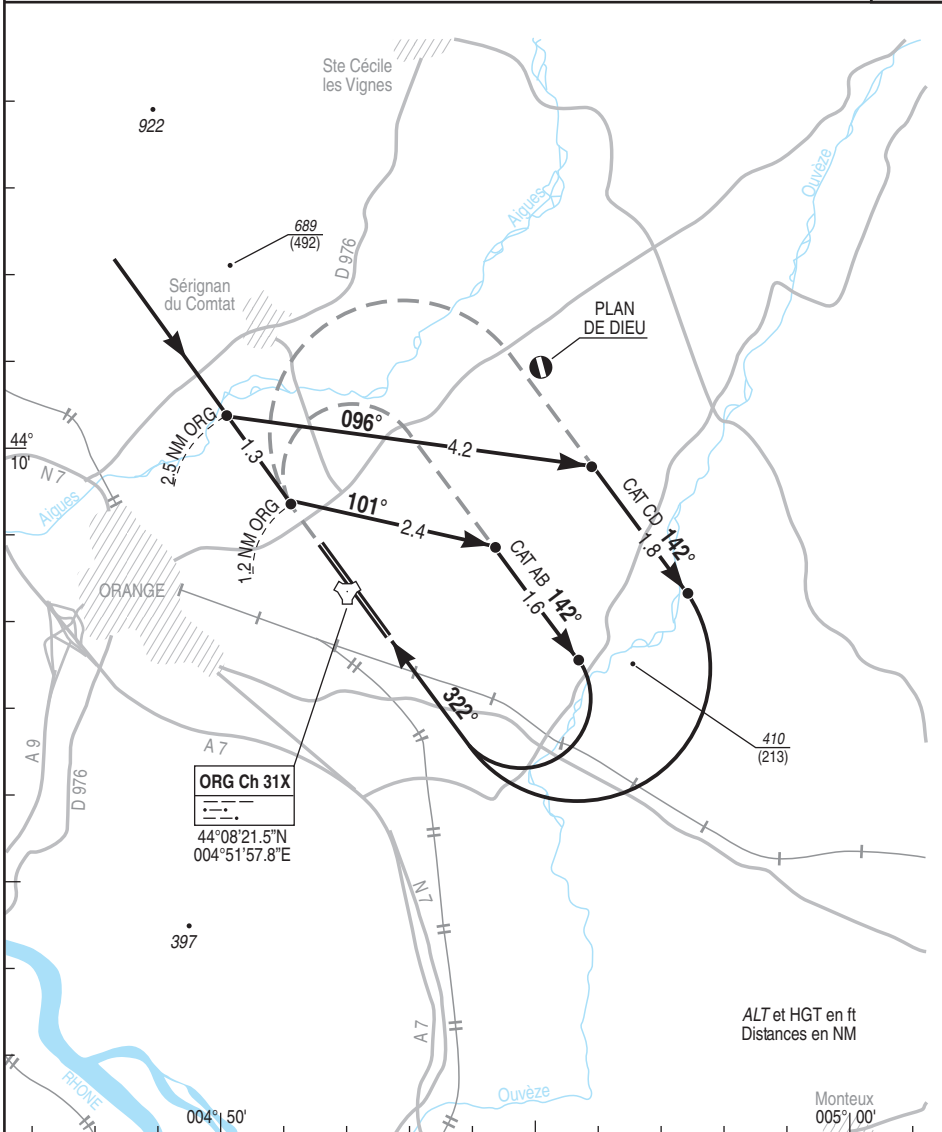 Ste Cécile
les Vignes
922
Aigues
Ouvèze
689
(492)
D 976
Sérignan
du Comtat
PLAN
DE DIEU
44°
10'
N 7
Aigues
2.5 NM ORG
1.3
096°
4.2
1.2 NM ORG
101°
2.4
CAT CD 142°
1.8
CAT AB 142°
1.6
ORANGE
322°
410
(213)
A 9
D 976
A 7
ORG Ch 31X
44°08'21.5"N
004°51'57.8"E
N 7
397
A 7
ALT et HGT en ft
Distances en NM
RHONE
Ouvèze
Monteux
004° 50'
005° 00'